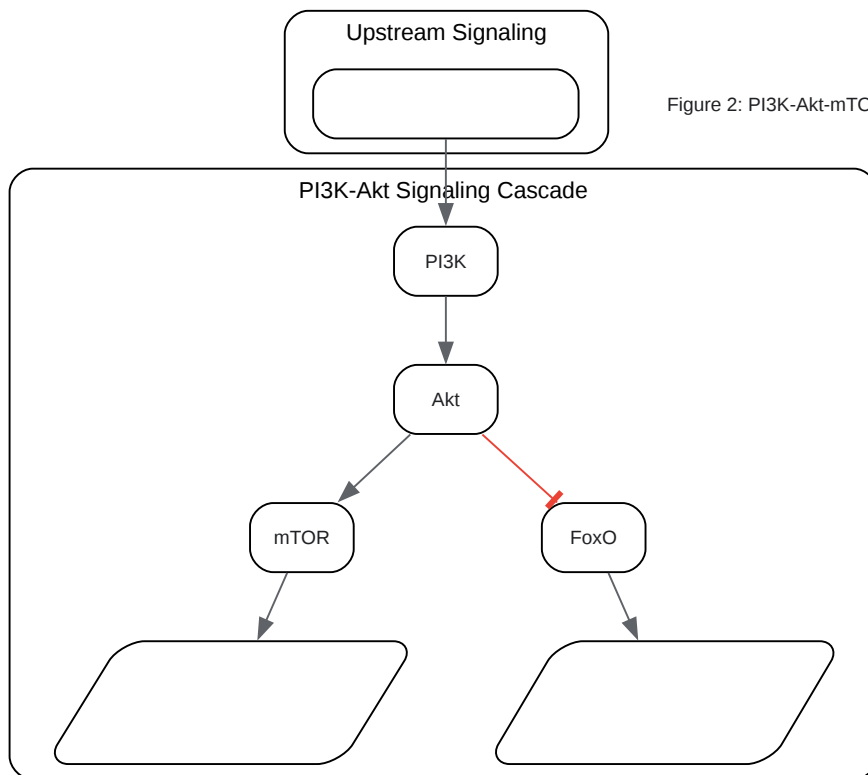 Upstream Signaling
Figure 2: PI3K-Akt-mTO
PI3K-Akt Signaling Cascade
PI3K
Akt
mTOR
FoxO